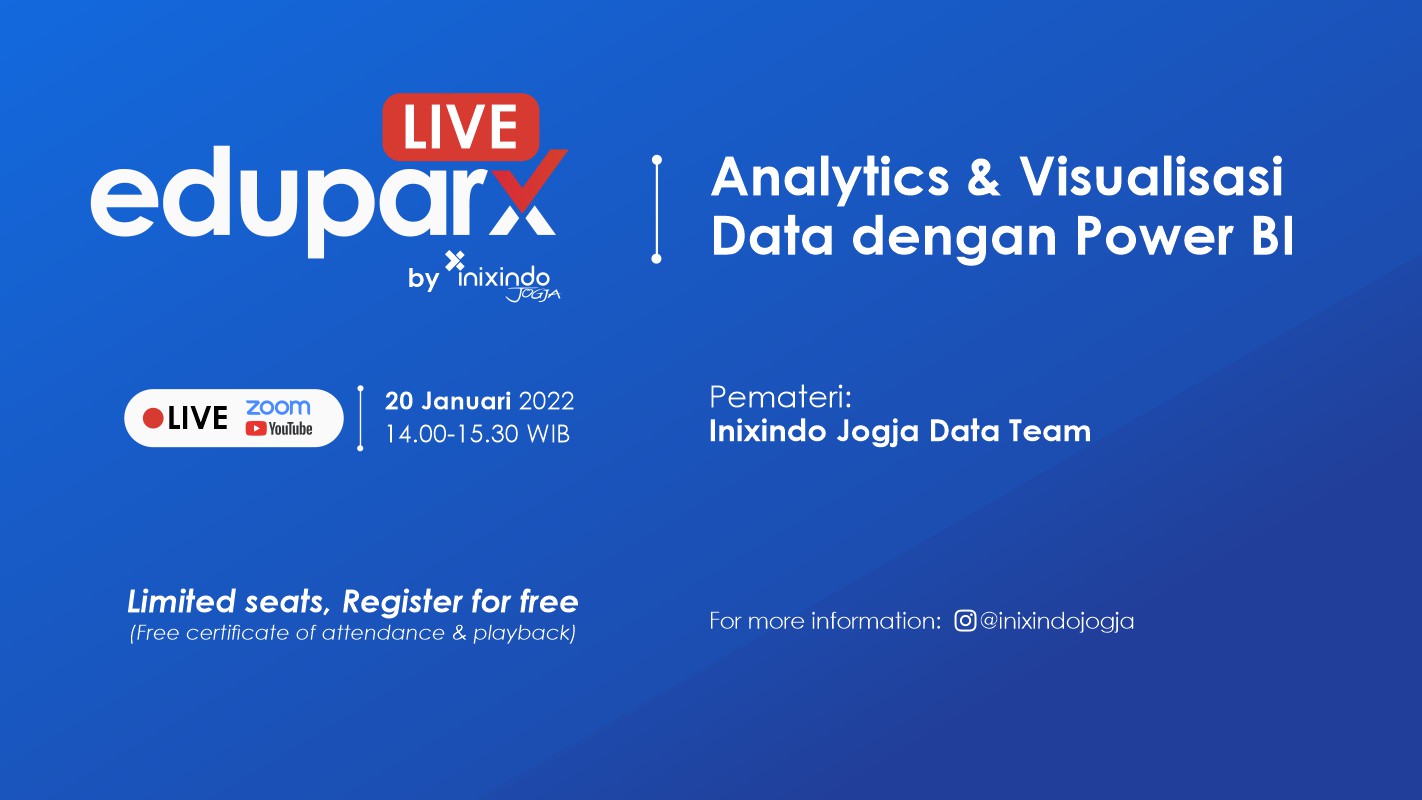 LIVE
eduparx
by inixindo
JOGJA
Analytics & Visualisasi
Data dengan Power BI
LIVE
zoom
YouTube
20 Januari 2022
14.00-15.30 WIB
Pemateri:
Inixindo Jogja Data Team
Limited seats, Register for free
(Free certificate of attendance & playback)
For more information: @inixindojogja